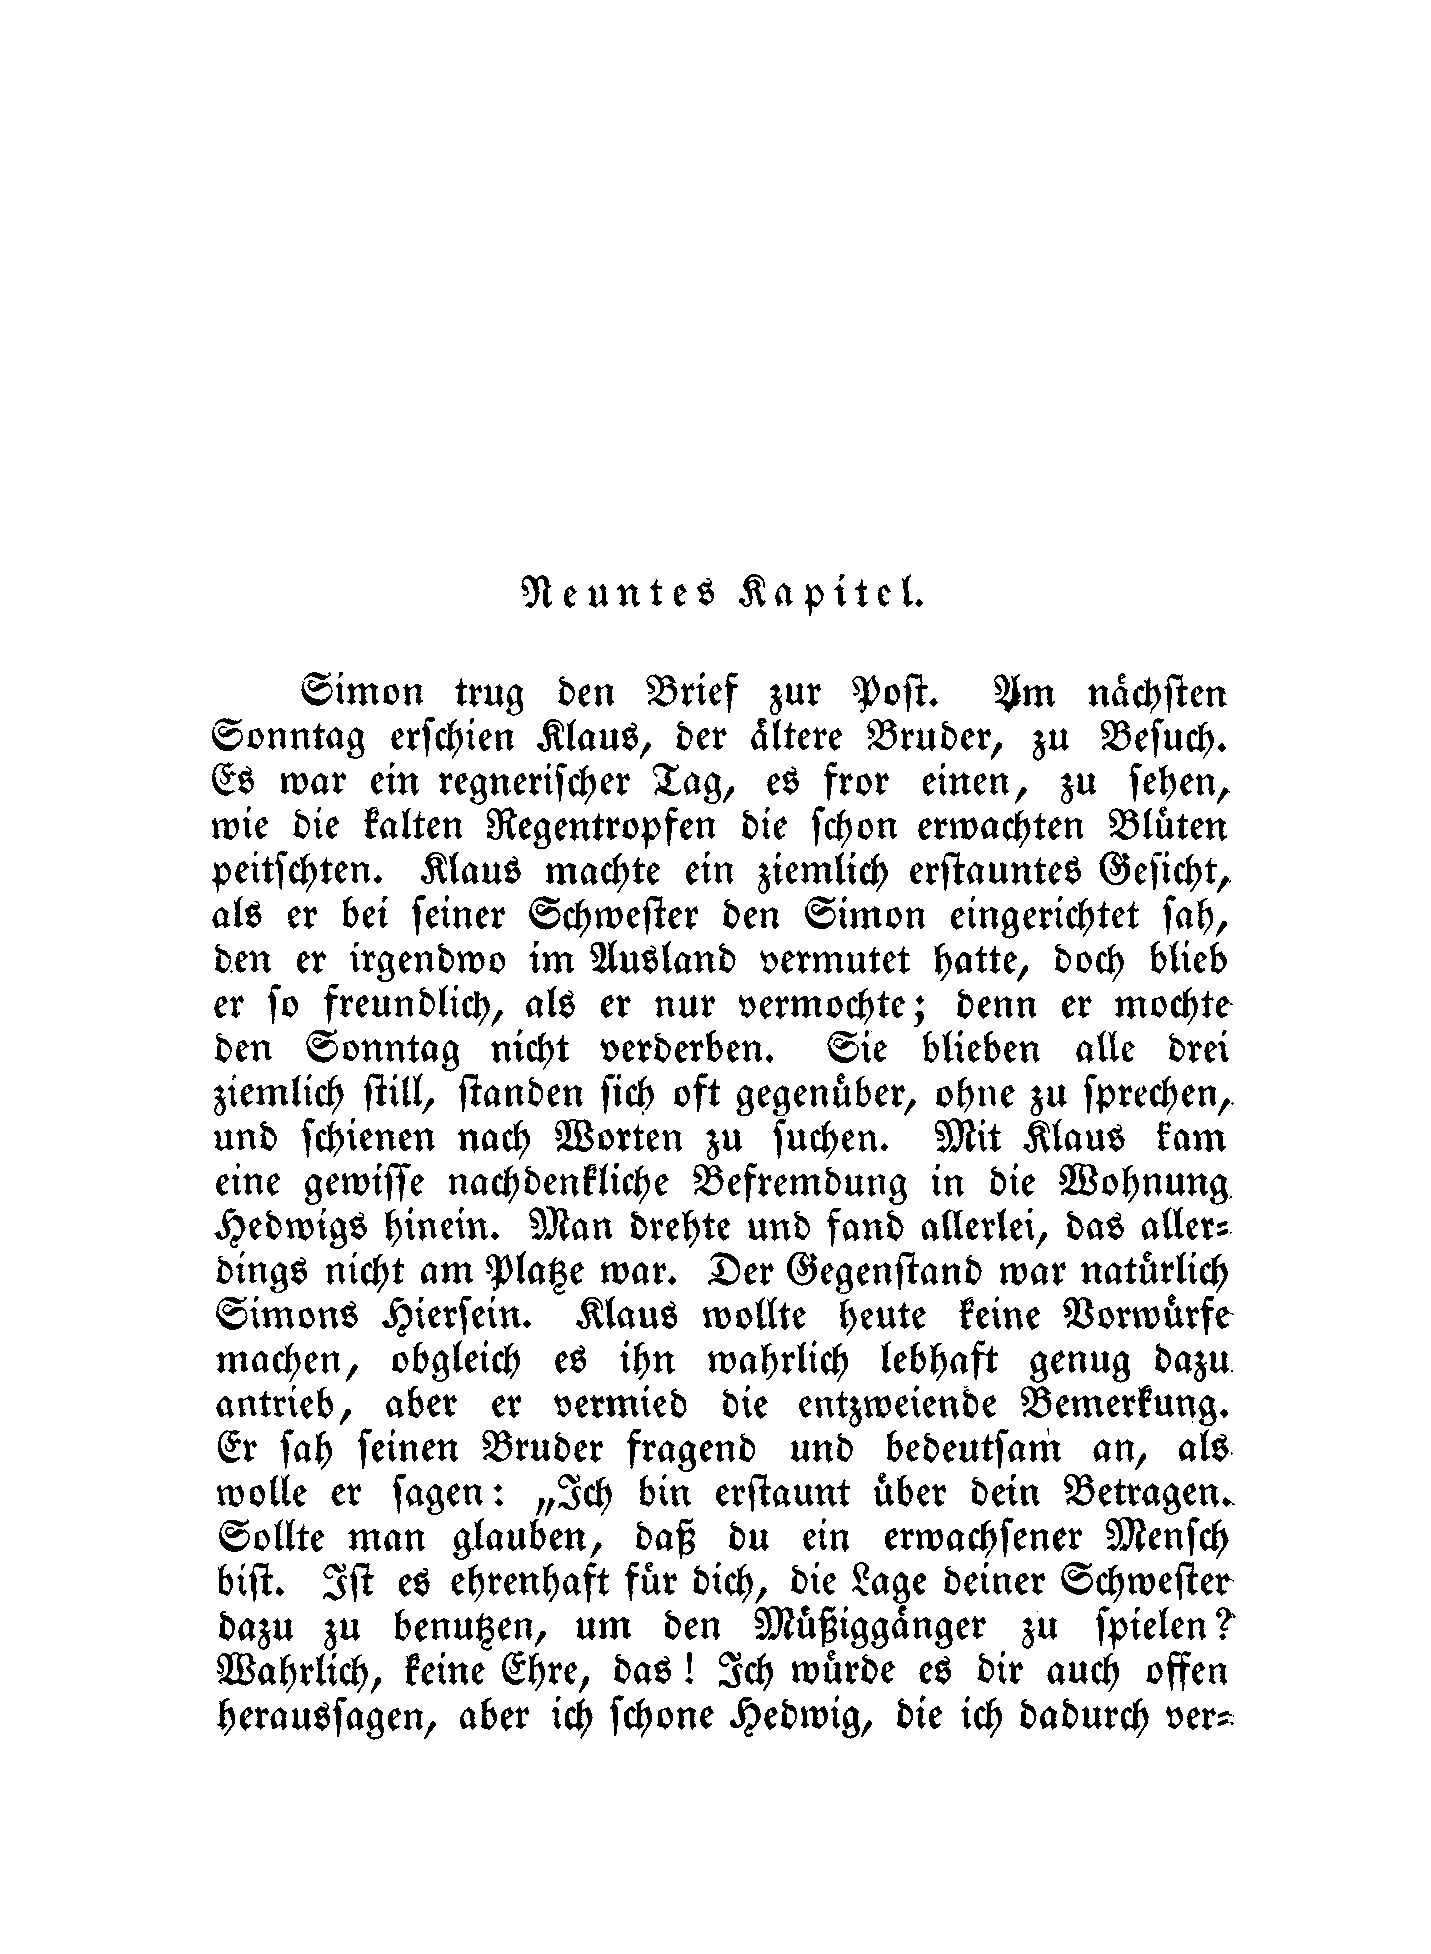 Neuntes Kapitel.
Simon trug den Brief zur Poſt. Am nächſten
Sonntag erſchien Klaus, der ältere Bruder, zu Beſuch.
Es war ein regneriſcher Tag, es fror einen, zu ſehen,
wie die kalten Regentropfen die ſchon erwachten Blüten
peitſchten. Klaus machte ein ziemlich erſtauntes Geſicht,
als er bei ſeiner Schweſter den Simon eingerichtet ſah,
den er irgendwo im Ausland vermutet hatte, doch blieb
er ſo freundlich, als er nur vermochte; denn er mochte
den Sonntag nicht verderben. Sie blieben alle drei
ziemlich ſtill, ſtanden ſich oft gegenüber, ohne zu ſprechen,
und ſchienen nach Worten zu ſuchen. Mit Klaus kam
eine gewiſſe nachdenkliche Befremdung in die Wohnung
Hedwigs hinein. Man drehte und fand allerlei, das aller-
dings nicht am Platze war. Der Gegenſtand war natürlich
Simons Hierſein. Klaus wollte heute keine Vorwürfe
machen, obgleich es ihn wahrlich lebhaft genug dazu
antrieb, aber er vermied die entzweiende Bemerkung.
Er ſah ſeinen Bruder fragend und bedeutſam an, als
wolle er ſagen: „Ich bin erſtaunt über dein Betragen.
Sollte man glauben, daß du ein erwachſener Menſch
biſt. Iſt es ehrenhaft für dich, die Lage deiner Schweſter
dazu zu benutzen, um den Müßiggänger zu ſpielen?
Wahrlich, keine Ehre, das! Ich würde es dir auch offen
herausſagen, aber ich ſchone Hedwig, die ich dadurch ver-